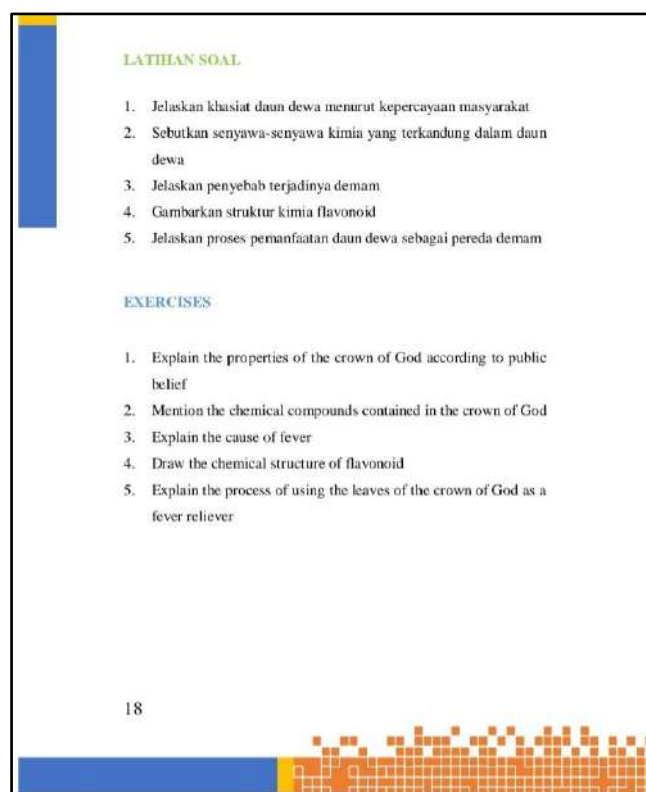 LATIHAN SOAL
1. Jelaskan khasiat daun dewa menurut kepercayaan masyarakat
2. Sebutkan senyawa-senyawa kimia yang terkandung dalam daun
dewa
3. Jelaskan penyebab terjadinya demam
4. Gambarkan struktur kimia flavonoid
5. Jelaskan proses pemanfaatan daun dewa sebagai pereda demam
EXERCISES
1. Explain the properties of the crown of God according to public
belief
2. Mention the chemical compounds contained in the crown of God
3. Explain the cause of fever
4. Draw the chemical structure of flavonoid
5. Explain the process of using the leaves of the crown of God as a
fever reliever
18